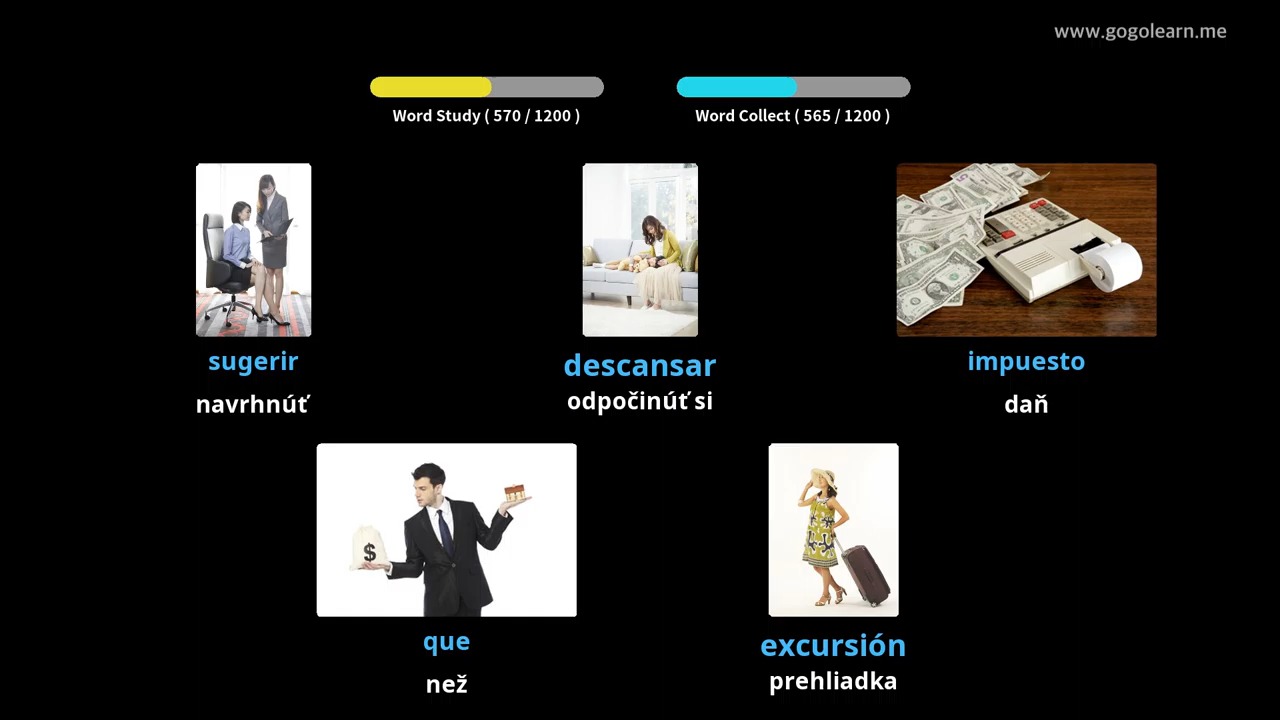 www.gogolearn.me
Word Study ( 570 / 1200 )
Word Collect ( 565 / 1200 )
sugerir
navrhnúť
descansar
odpočinúť si
impuesto
daň
$
que
než
excursión
prehliadka